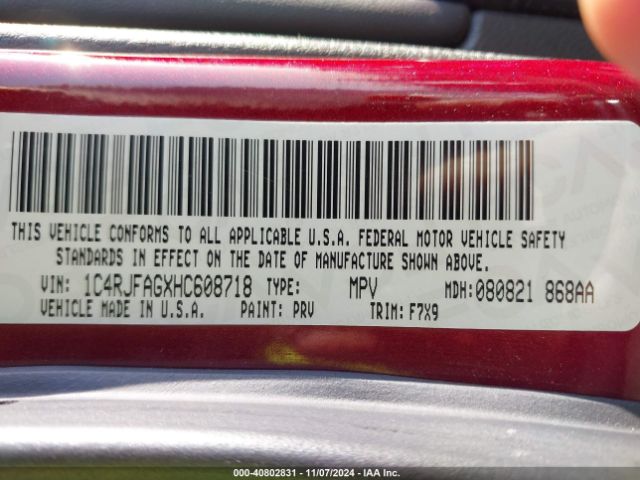 THIS VEHICLE CONFORMS TO ALL APPLICABLE U.S.A. FEDERAL MOTOR VEHICLE SAFETY
STANDARDS IN EFFECT ON THE DATE OF MANUFACTURE SHOWN ABOVE.
VIN: 1C4RJFAGXHC608718 TYPE: MPV MDH:080821 868AA
VEHICLE MADE IN U.S.A. PAINT: PRV TRIM: F7X9
000-40802831 - 11/07/2024 - IAA Inc.